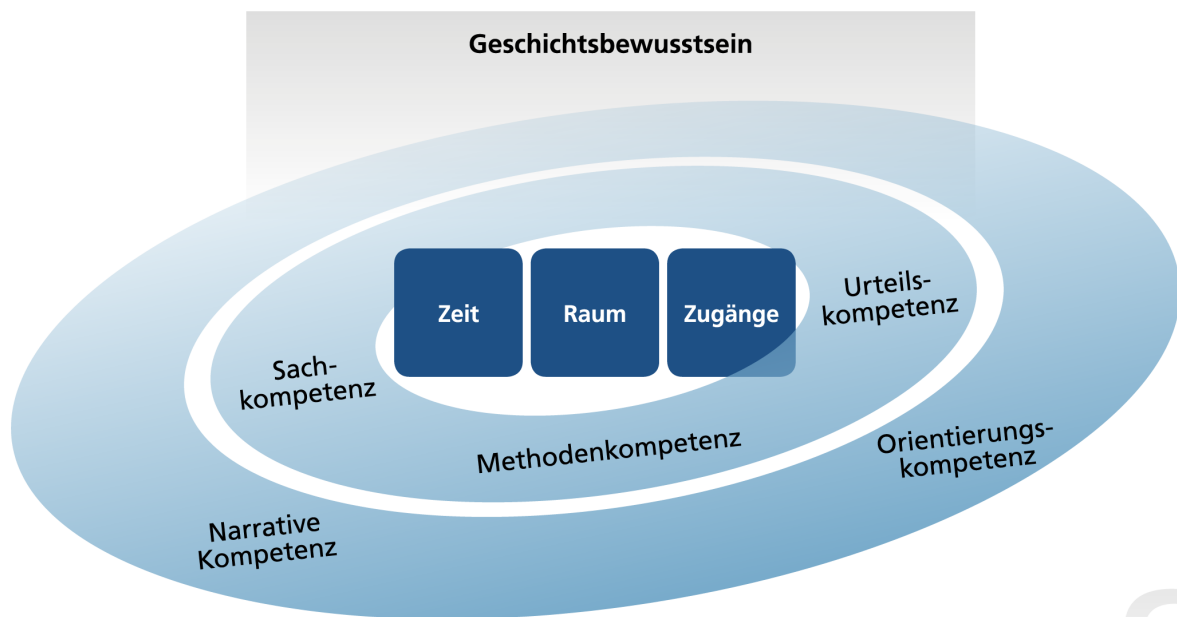 Geschichtsbewusstsein
Zeit
Raum
Zugänge
Urteils-
kompetenz
Sach-
kompetenz
Methodenkompetenz
Orientierungs-
kompetenz
Narrative
Kompetenz